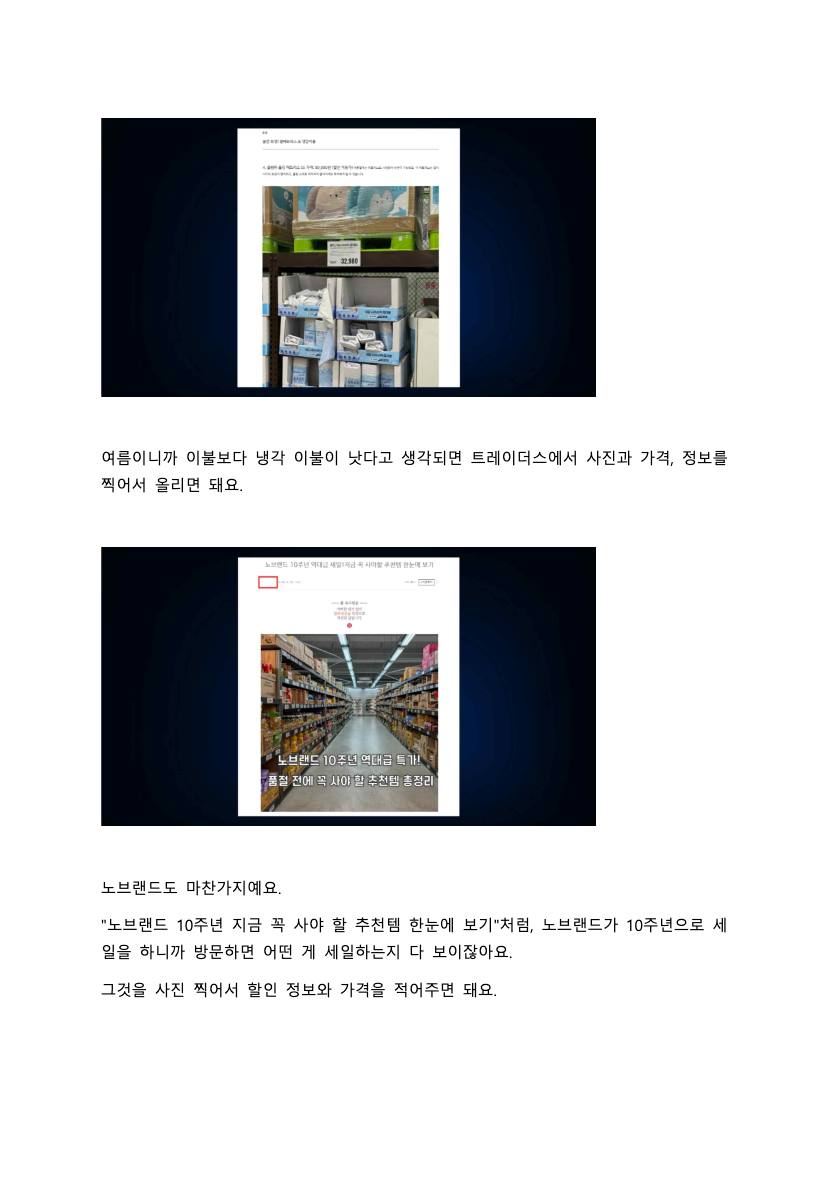 32,980
여름이니까 이불보다 냉각 이불이 낫다고 생각되면 트레이더스에서 사진과 가격, 정보를
찍어서 올리면 돼요.
노브랜드 10주년 역대급 세일!지금 꼭 사야할 추천템 한눈에 보기
노브랜드 10주년 역대급 특가!
품절 전에 꼭 사야 할 추천템 총정리
노브랜드도 마찬가지예요.
"노브랜드 10주년 지금 꼭 사야 할 추천템 한눈에 보기"처럼, 노브랜드가 10주년으로 세
일을 하니까 방문하면 어떤 게 세일하는지 다 보이잖아요.
그것을 사진 찍어서 할인 정보와 가격을 적어주면 돼요.